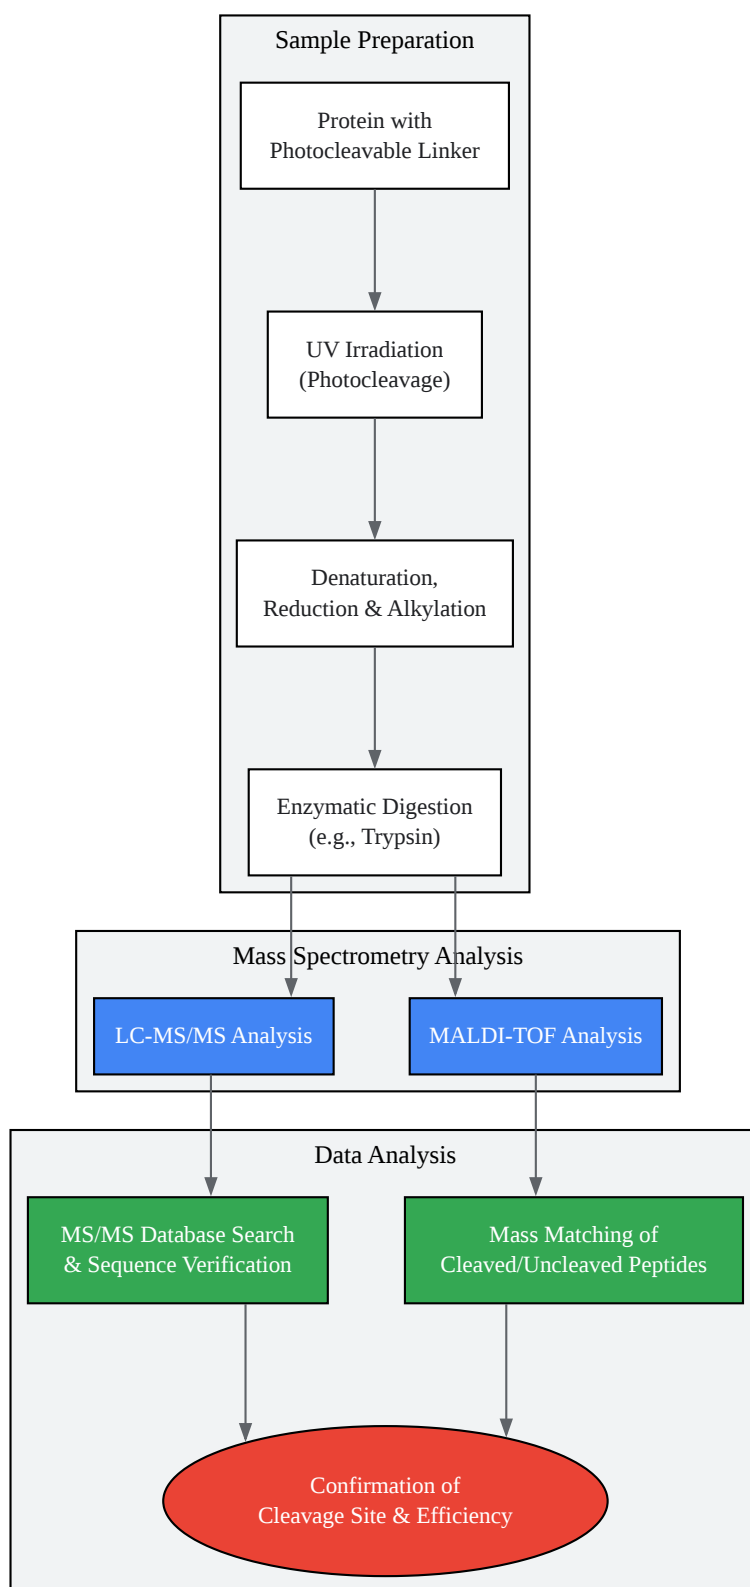 Sample Preparation
Protein with
Photocleavable Linker
UV Irradiation
(Photocleavage)
Denaturation,
Reduction & Alkylation
Enzymatic Digestion
(e.g., Trypsin)
Mass Spectrometry Analysis
LC-MS/MS Analysis
MALDI-TOF Analysis
Data Analysis
MS/MS Database Search
& Sequence Verification
Mass Matching of
Cleaved/Uncleaved Peptides
Confirmation of
Cleavage Site & Efficiency